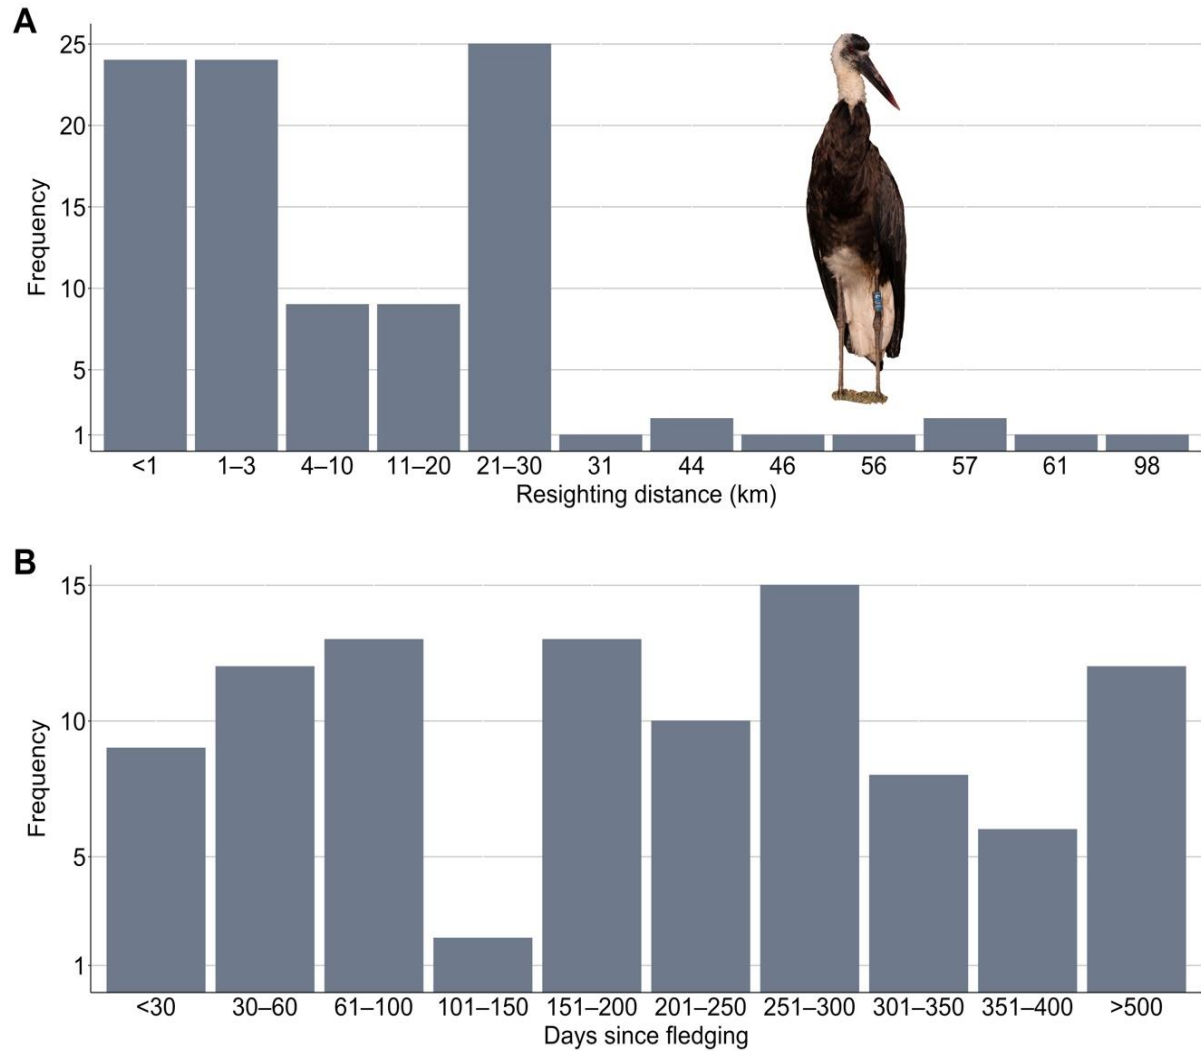 A
25
20
15
10
5
1
Frequency
<1 1–3 4–10 11–20 21–30 31 44 46 56 57 61 98
Resighting distance (km)
B
15
10
5
1
Frequency
<30 30–60 61–100 101–150 151–200 201–250 251–300 301–350 351–400 >500
Days since fledging